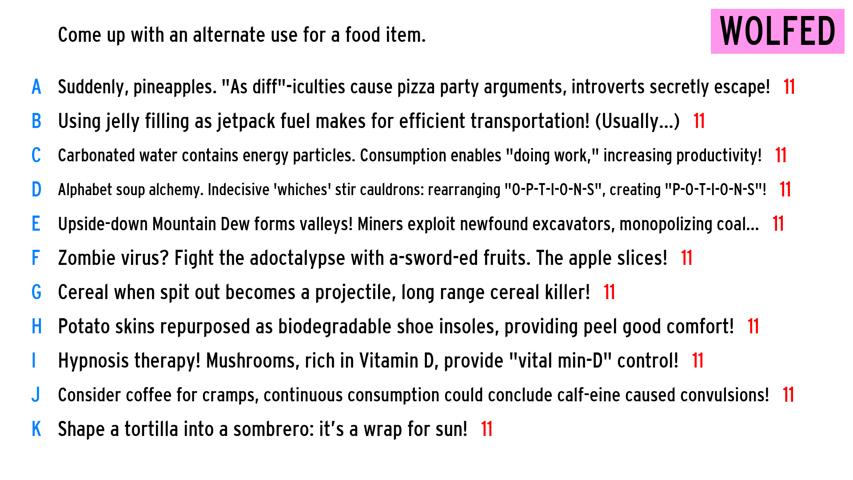 Come up with an alternate use for a food item.
WOLFED
A Suddenly, pineapples. "As diff"-iculties cause pizza party arguments, introverts secretly escape! 11
B Using jelly filling as jetpack fuel makes for efficient transportation! (Usually...) 11
C Carbonated water contains energy particles. Consumption enables "doing work," increasing productivity! 11
D Alphabet soup alchemy. Indecisive 'whiches' stir cauldrons: rearranging "O-P-T-I-O-N-S", creating "P-O-T-I-O-N-S"! 11
E Upside-down Mountain Dew forms valleys! Miners exploit newfound excavators, monopolizing coal... 11
F Zombie virus? Fight the adoctalypse with a-sword-ed fruits. The apple slices! 11
G Cereal when spit out becomes a projectile, long range cereal killer! 11
H Potato skins repurposed as biodegradable shoe insoles, providing peel good comfort! 11
I Hypnosis therapy! Mushrooms, rich in Vitamin D, provide "vital min-D" control! 11
J Consider coffee for cramps, continuous consumption could conclude calf-eine caused convulsions! 11
K Shape a tortilla into a sombrero: it's a wrap for sun! 11